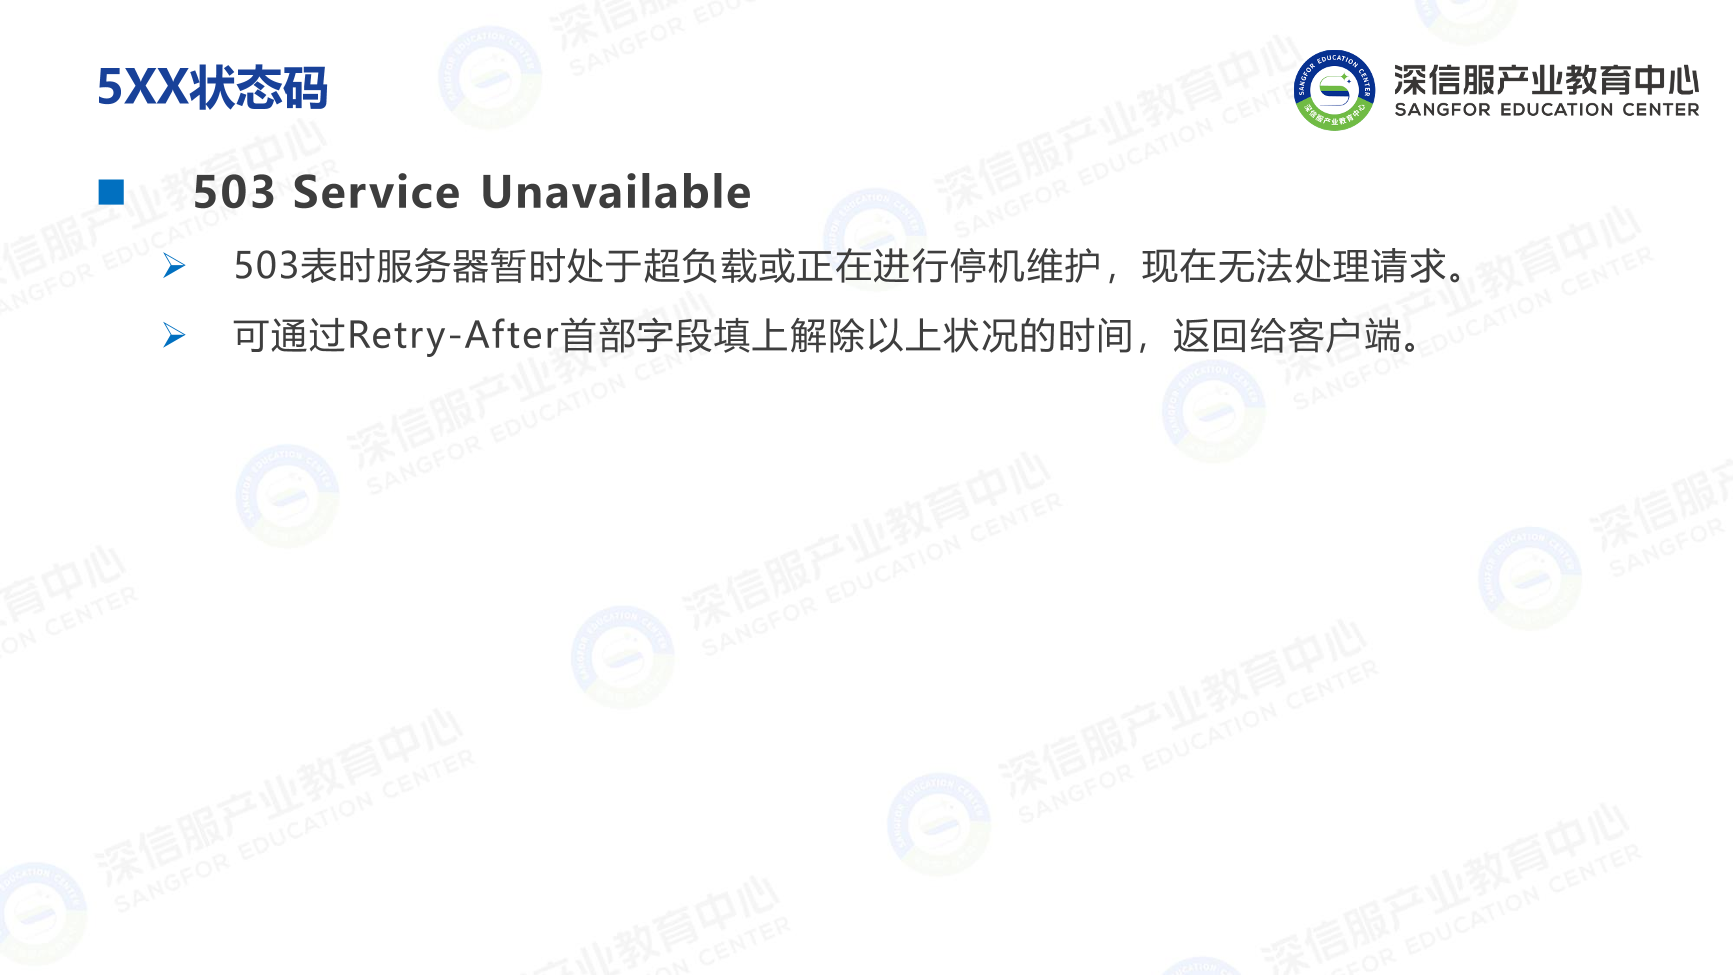 5XX状态码
深信服产业教育中心
SANGFOR EDUCATION CENTER
503 Service Unavailable
503表时服务器暂时处于超负载或正在进行停机维护，现在无法处理请求。
可通过Retry-After首部字段填上解除以上状况的时间，返回给客户端。